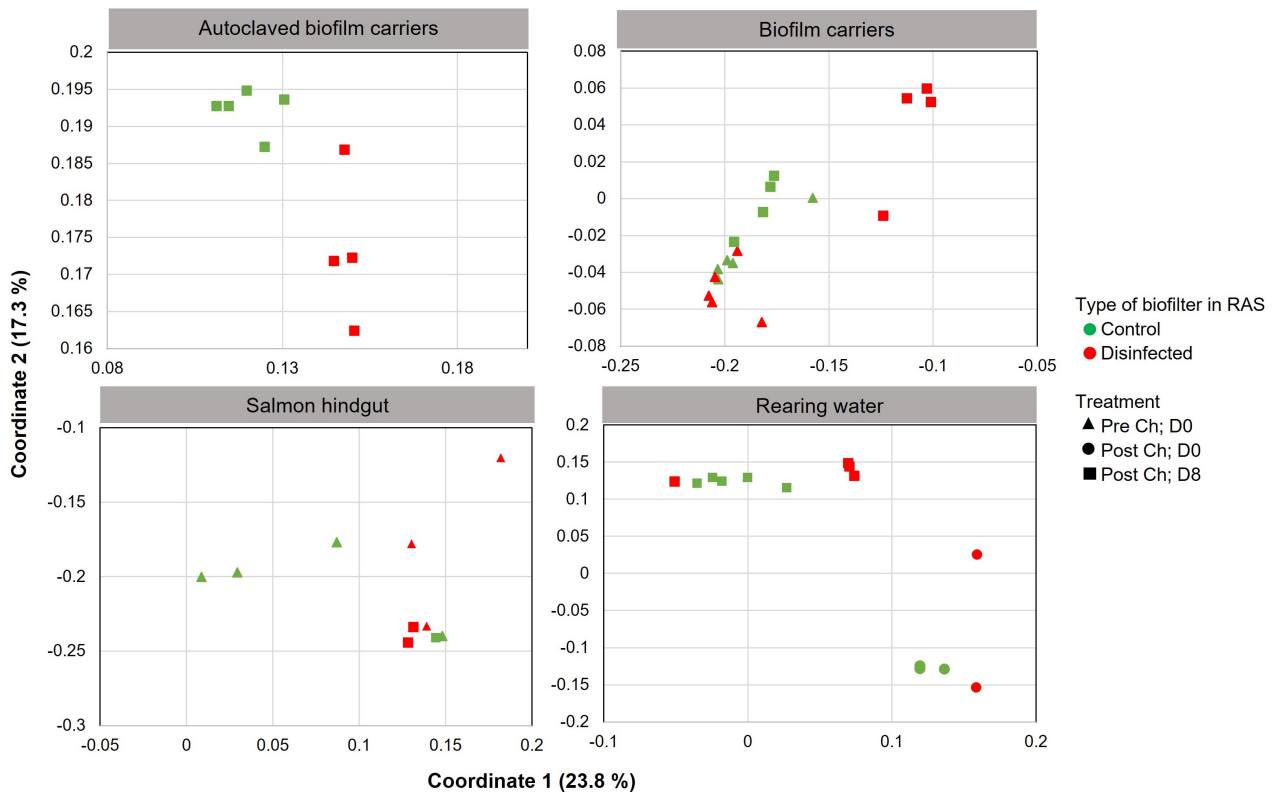 Autoclaved biofilm carriers
0.2
0.195
0.19
0.185
0.18
0.175
0.17
0.165
0.16
0.08 0.13 0.18
Biofilm carriers
0.08
0.06
0.04
0.02
0
-0.02
-0.04
-0.06
-0.08
-0.25 -0.2 -0.15 -0.1 -0.05
Salmon hindgut
-0.1
-0.15
-0.2
-0.25
-0.3
-0.05 0 0.05 0.1 0.15 0.2
Rearing water
0.2
0.15
0.1
0.05
0
-0.05
-0.1
-0.15
-0.2
-0.1 0 0.1 0.2
Coordinate 2 (17.3 %)
Coordinate 1 (23.8 %)
Type of biofilter in RAS
Control
Disinfected
Treatment
Pre Ch; D0
Post Ch; D0
Post Ch; D8